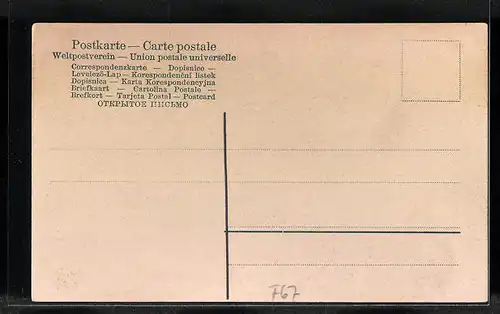 Postkarte — Carte postale
Weltpostverein — Union postale universelle
Correspondenzkarte — Dopisnice —
Levelező-Lap — Korespondenční lístek
Dopisnica — Karta Korespondencyjna
Briefkaart — Cartolina Postale —
Brefkort — Tarjeta Postal — Postcard
ОТКРЫТОЕ ПИСЬМО
F67